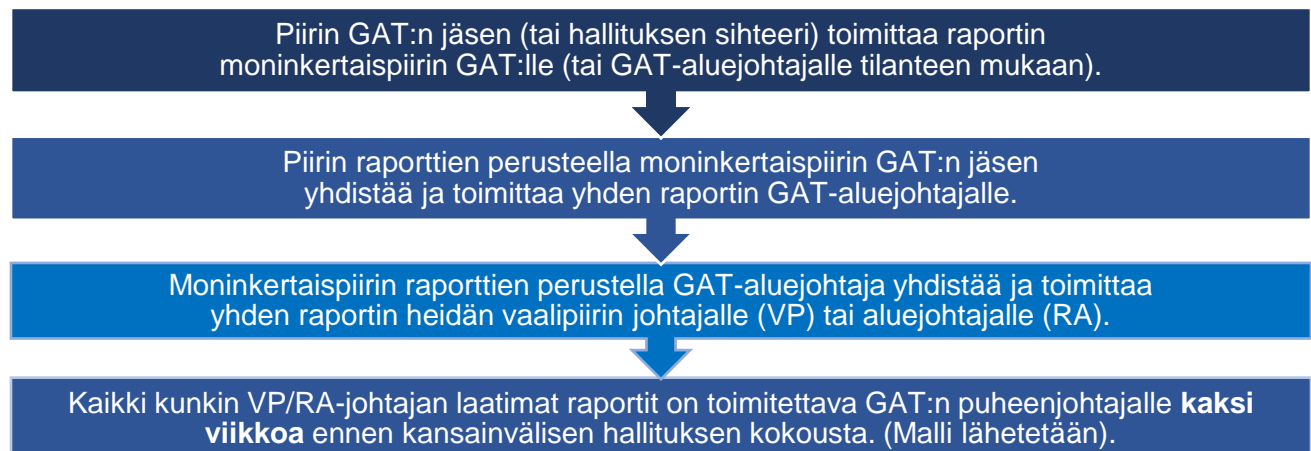 Piirin GAT:n jäsen (tai hallituksen sihteeri) toimittaa raportin
moninkertaispiirin GAT:lle (tai GAT-aluejohtajalle tilanteen mukaan).
Piirin raporttien perusteella moninkertaispiirin GAT:n jäsen
yhdistää ja toimittaa yhden raportin GAT-aluejohtajalle.
Moninkertaispiirin raporttien perustella GAT-aluejohtaja yhdistää ja toimittaa
yhden raportin heidän vaalipiirin johtajalle (VP) tai aluejohtajalle (RA).
Kaikki kunkin VP/RA-johtajan laatimat raportit on toimitettava GAT:n puheenjohtajalle kaksi
viikkoa ennen kansainvälisen hallituksen kokousta. (Malli lähetetään).